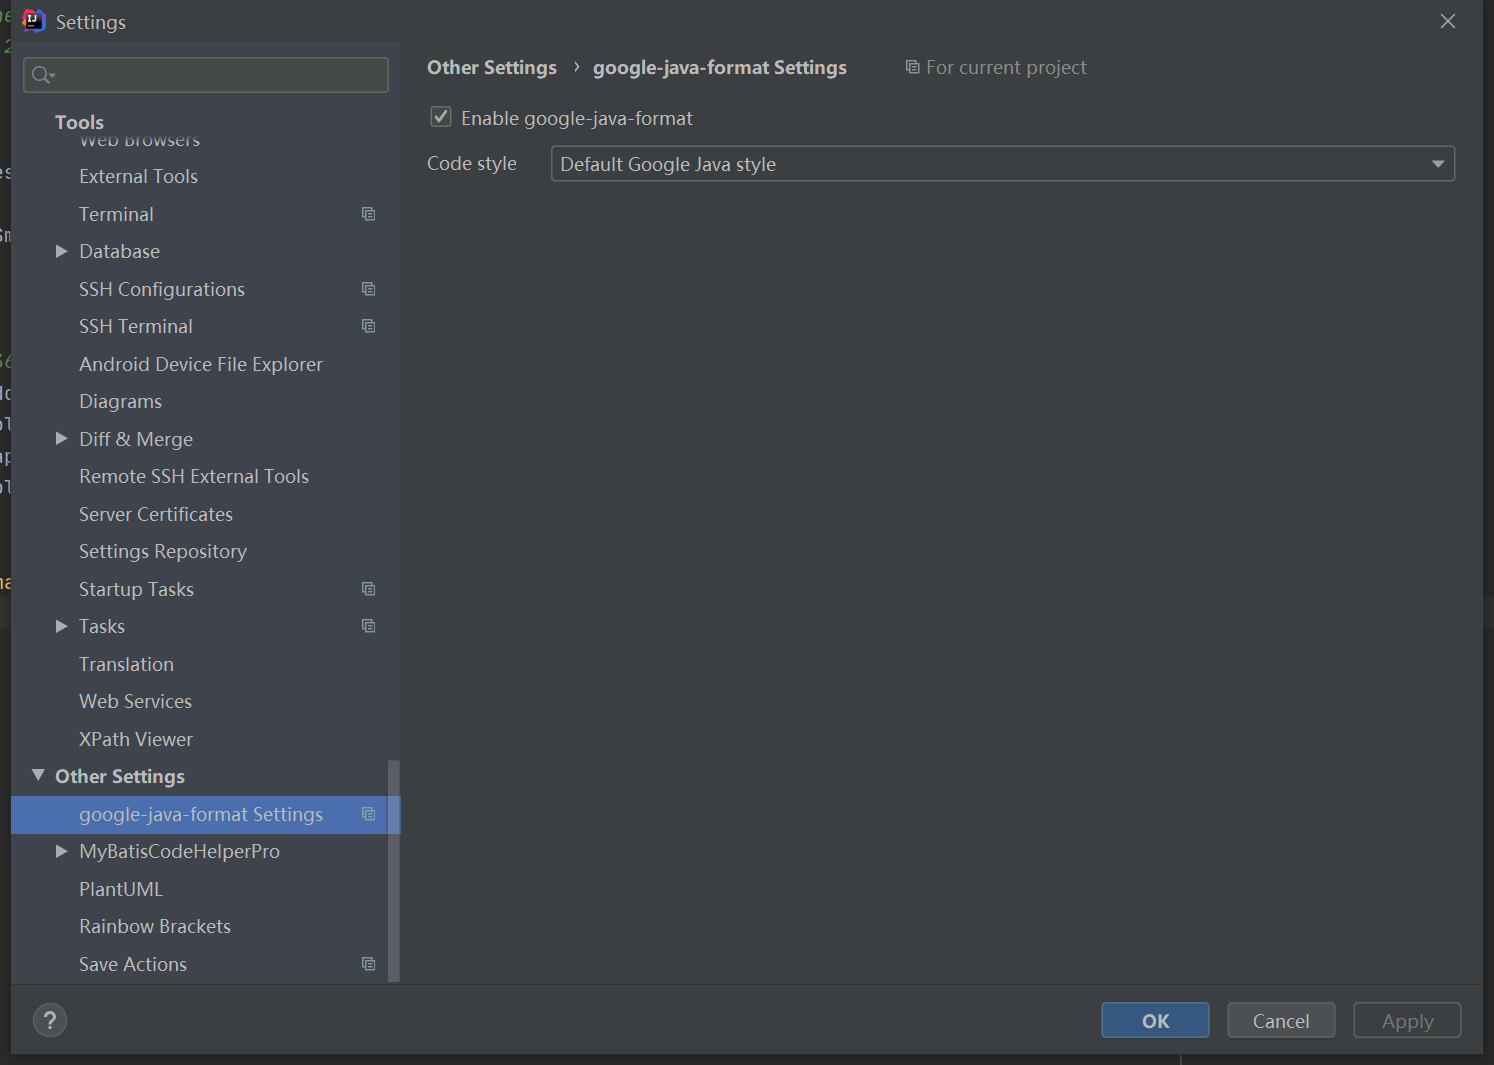 Settings
Other Settings › google-java-format Settings
For current project
Enable google-java-format
Code style
Default Google Java style
Tools
Web Browsers
External Tools
Terminal
Database
SSH Configurations
SSH Terminal
Android Device File Explorer
Diagrams
Diff & Merge
Remote SSH External Tools
Server Certificates
Settings Repository
Startup Tasks
Tasks
Translation
Web Services
XPath Viewer
Other Settings
google-java-format Settings
MyBatisCodeHelperPro
PlantUML
Rainbow Brackets
Save Actions
?
OK
Cancel
Apply